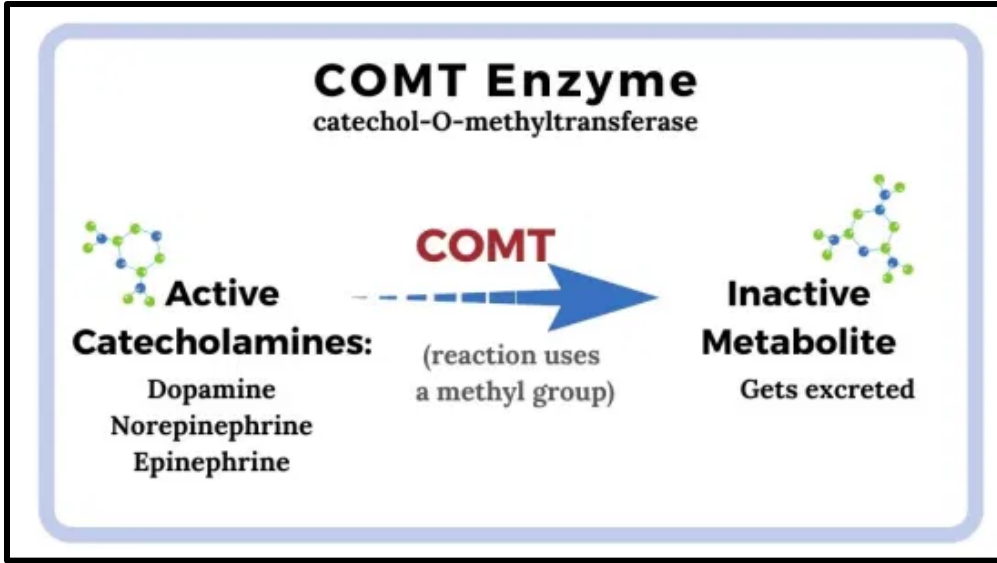 COMT Enzyme
catechol-O-methyltransferase
COMT
Active
Catecholamines:
Dopamine
Norepinephrine
Epinephrine
(reaction uses
a methyl group)
Inactive
Metabolite
Gets excreted